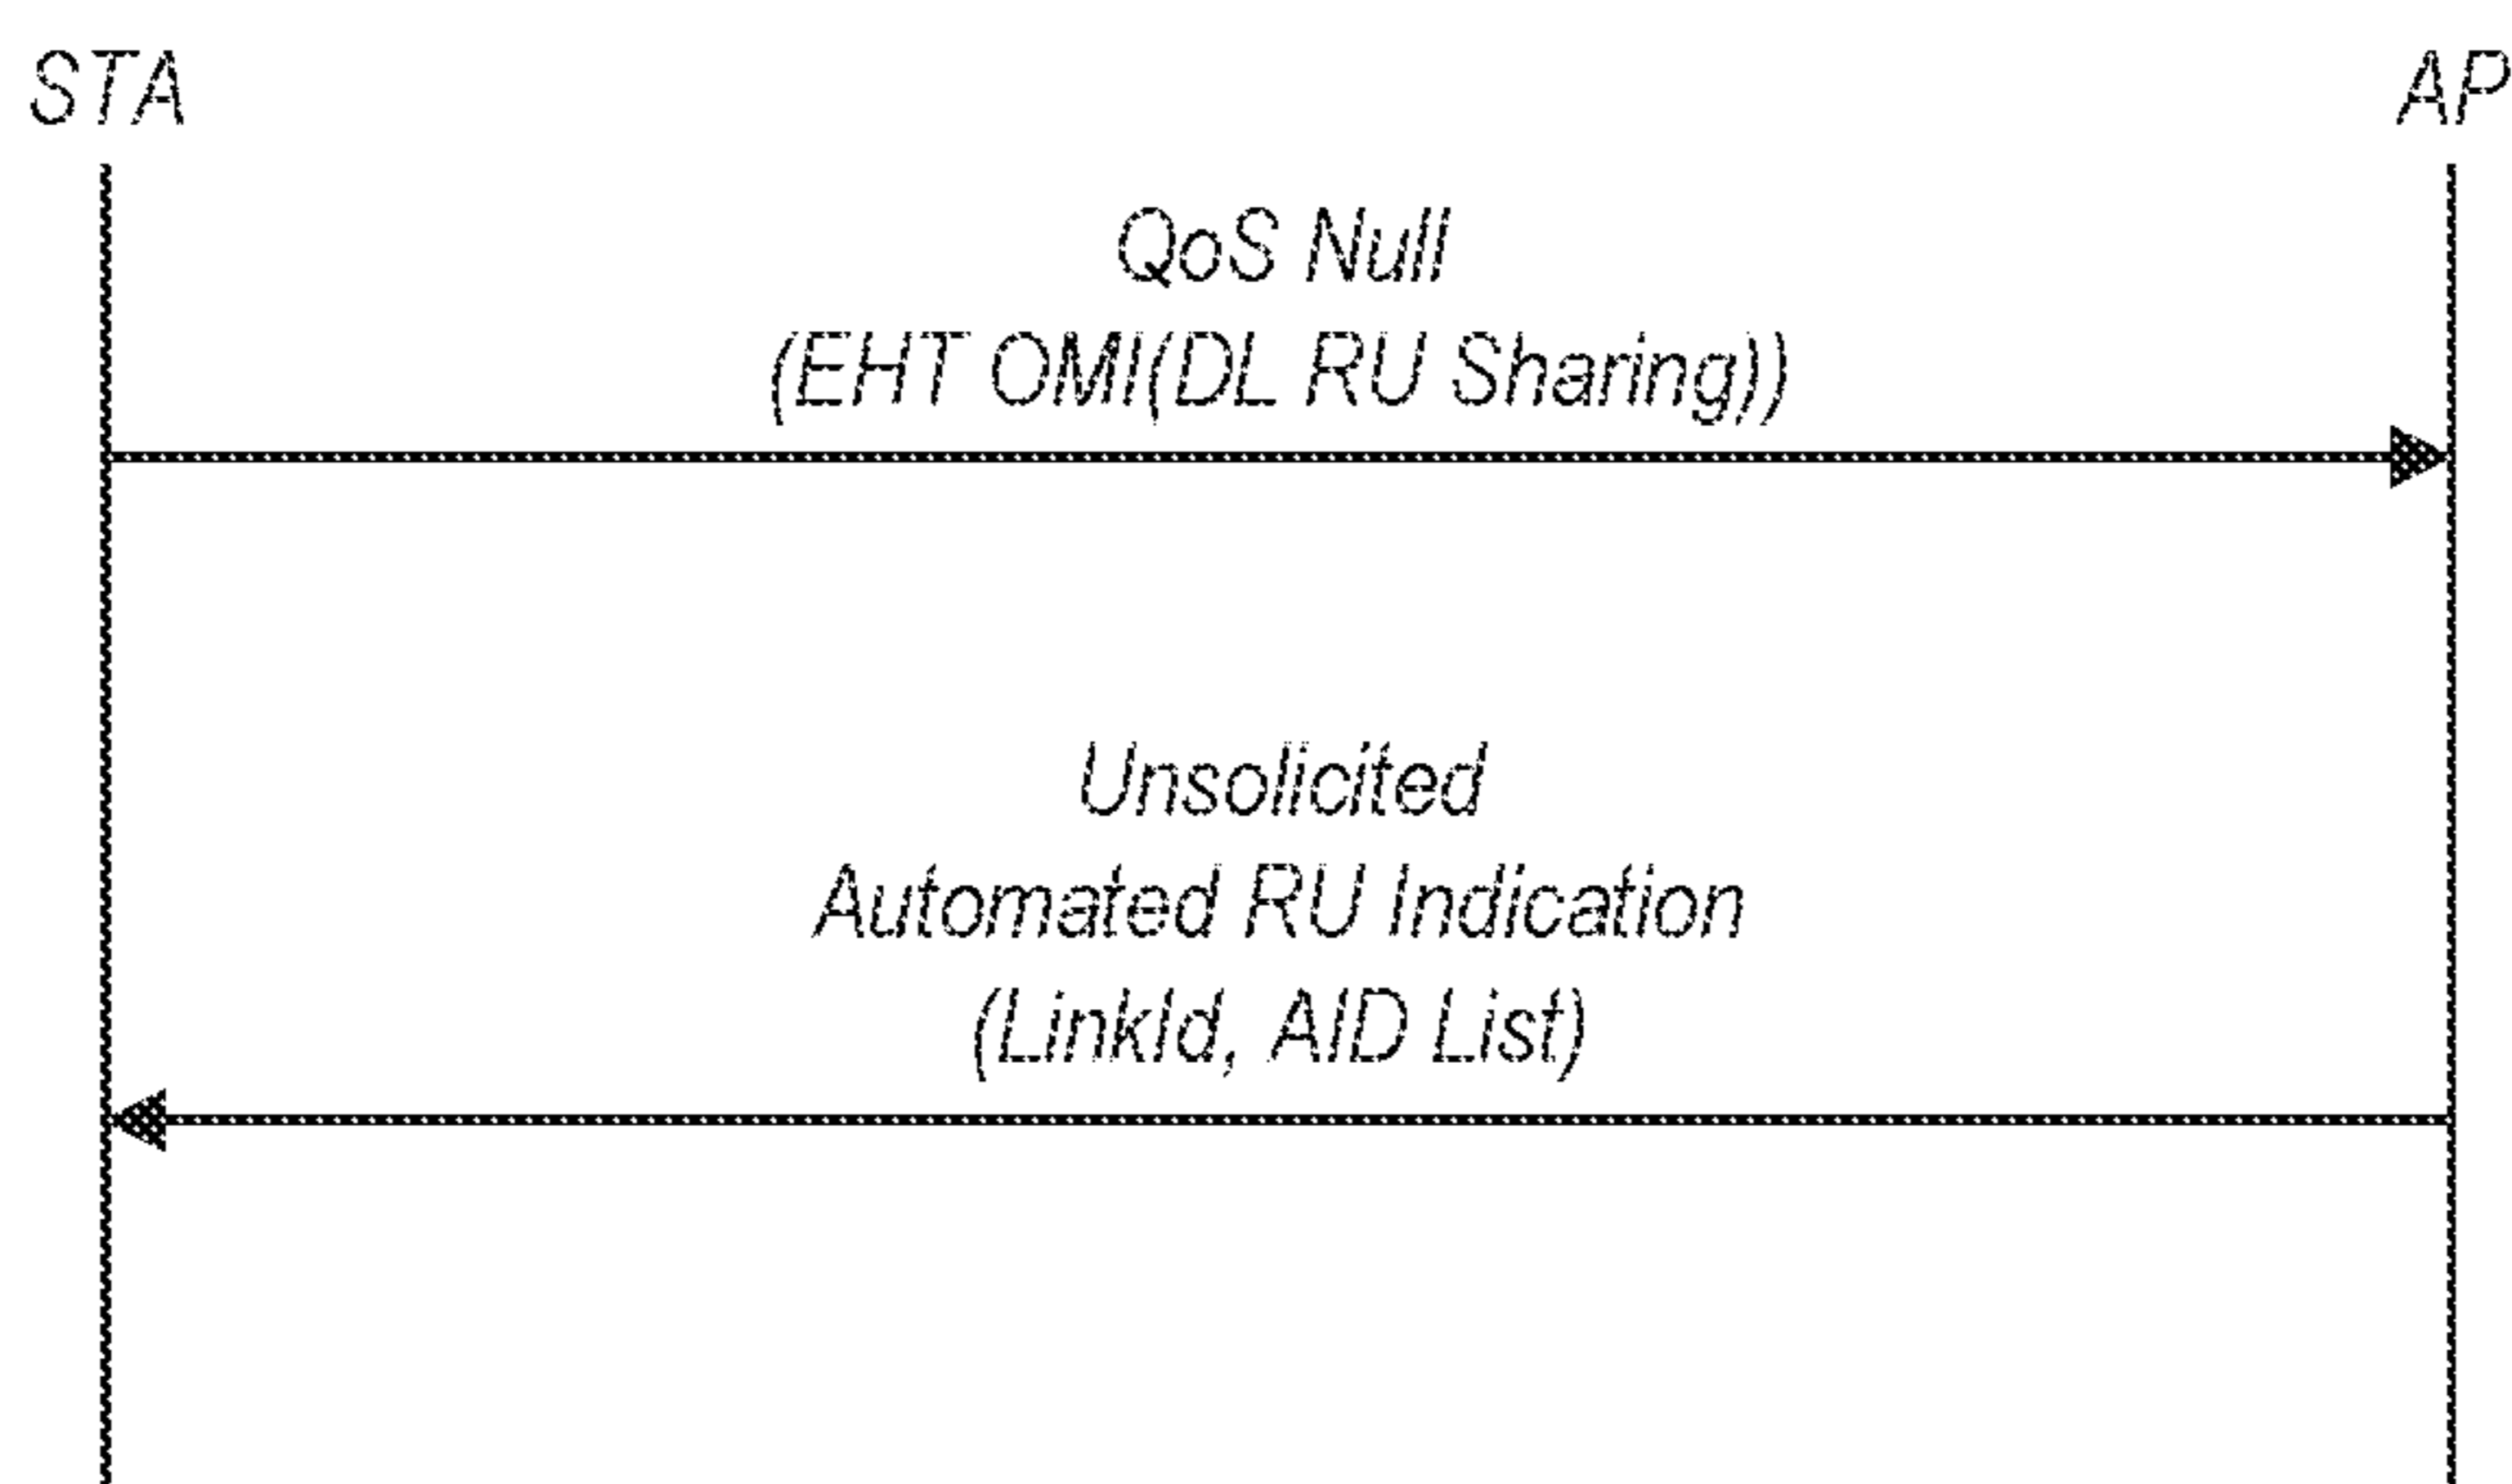 STA
AP
QoS Null
(EHT OMI(DL RU Sharing))
Unsolicited
Automated RU Indication
(LinkId, AID List)